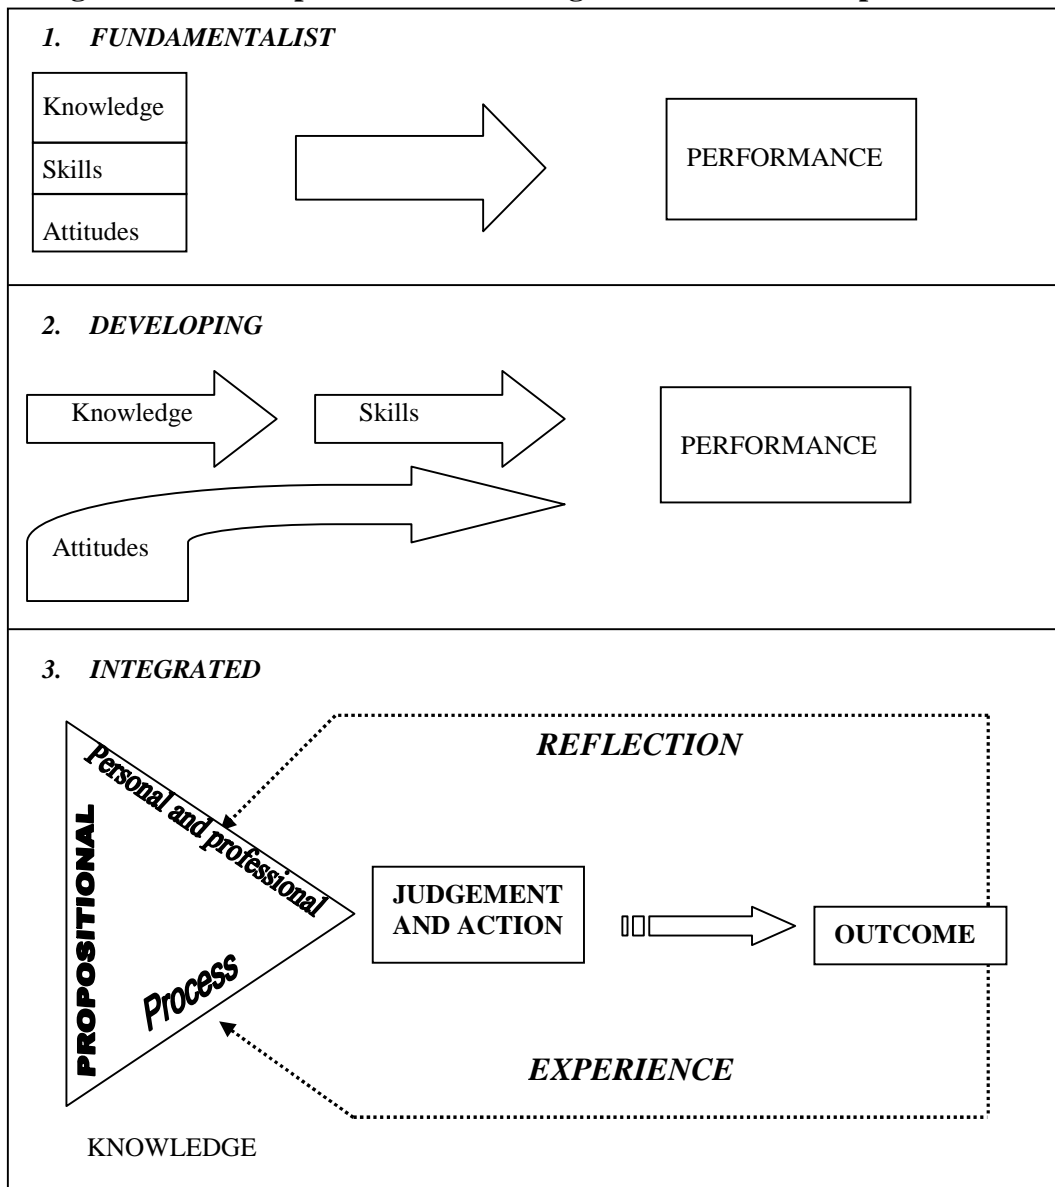 1. FUNDAMENTALIST
Knowledge
Skills
Attitudes
PERFORMANCE
2. DEVELOPING
Knowledge
Skills
Attitudes
PERFORMANCE
3. INTEGRATED
REFLECTION
Personal and professional
PROPOSITIONAL
Process
JUDGEMENT
AND ACTION
OUTCOME
EXPERIENCE
KNOWLEDGE